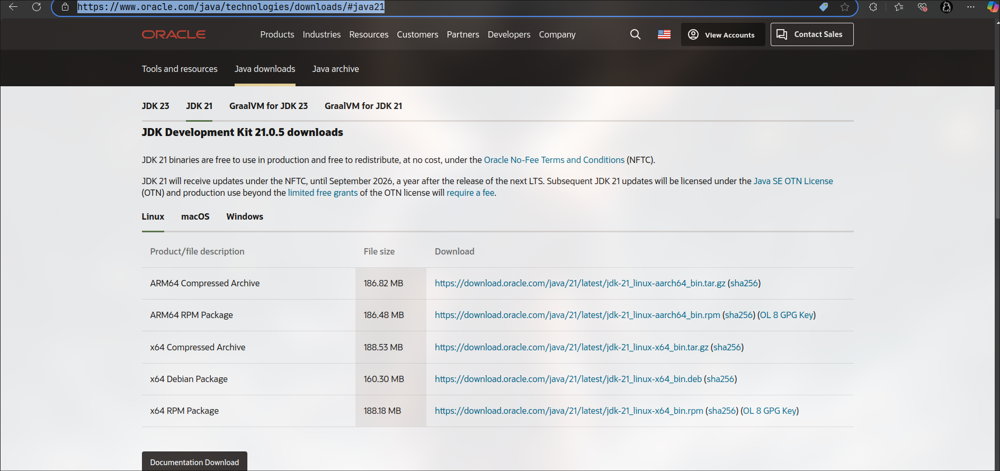 https://www.oracle.com/java/technologies/downloads/#java21
ORACLE
Products Industries Resources Customers Partners Developers Company
View Accounts
Contact Sales
Tools and resources Java downloads Java archive
JDK 23 JDK 21 GraalVM for JDK 23 GraalVM for JDK 21
JDK Development Kit 21.0.5 downloads
JDK 21 binaries are free to use in production and free to redistribute, at no cost, under the Oracle No-Fee Terms and Conditions (NFTC).
JDK 21 will receive updates under the NFTC, until September 2026, a year after the release of the next LTS. Subsequent JDK 21 updates will be licensed under the Java SE OTN License
(OTN) and production use beyond the limited free grants of the OTN license will require a fee.
Linux macOS Windows
Product/file description File size Download
ARM64 Compressed Archive 186.82 MB https://download.oracle.com/java/21/latest/jdk-21_linux-aarch64_bin.tar.gz (sha256)
ARM64 RPM Package 186.48 MB https://download.oracle.com/java/21/latest/jdk-21_linux-aarch64_bin.rpm (sha256) (OL 8 GPG Key)
x64 Compressed Archive 188.53 MB https://download.oracle.com/java/21/latest/jdk-21_linux-x64_bin.tar.gz (sha256)
x64 Debian Package 160.30 MB https://download.oracle.com/java/21/latest/jdk-21_linux-x64_bin.deb (sha256)
x64 RPM Package 188.18 MB https://download.oracle.com/java/21/latest/jdk-21_linux-x64_bin.rpm (sha256) (OL 8 GPG Key)
Documentation Download